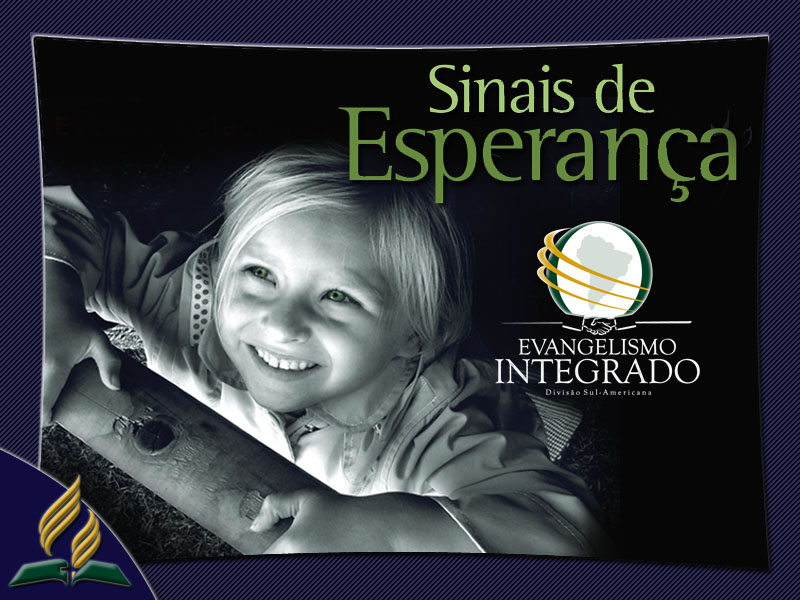 Sinais de
Esperança
EVANGELISMO
INTEGRADO
Divisão Sul-Americana